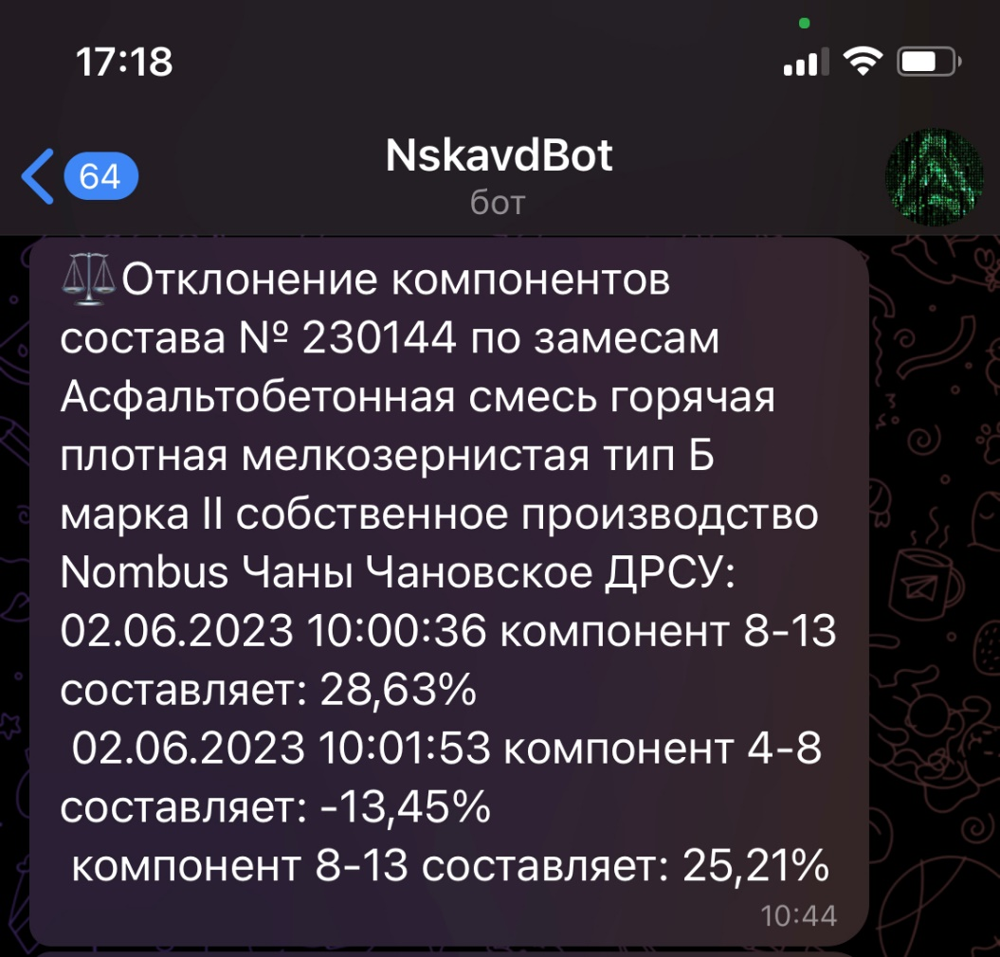 17:18
64
NskavdBot
бот
⚖Отклонение компонентов
состава № 230144 по замесам
Асфальтобетонная смесь горячая
плотная мелкозернистая тип Б
марка II собственное производство
Nombus Чаны Чановское ДРСУ:
02.06.2023 10:00:36 компонент 8-13
составляет: 28,63%
02.06.2023 10:01:53 компонент 4-8
составляет: -13,45%
компонент 8-13 составляет: 25,21%
10:44